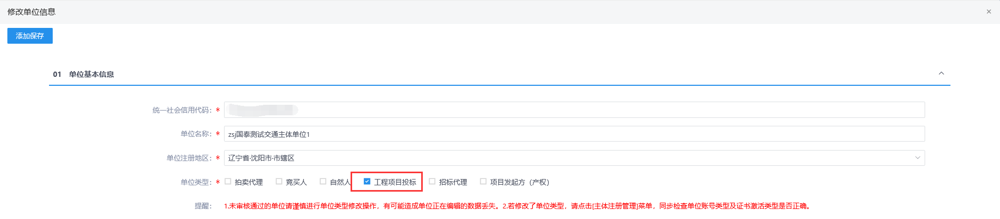 修改单位信息
×
添加保存
01 单位基本信息
统一社会信用代码：*
单位名称：* zsj国泰测试交通主体单位1
单位注册地区：* 辽宁省·沈阳市·市辖区
单位类型：* 拍卖代理 竞买人 自然人 工程项目投标 招标代理 项目发起方（产权）
提醒： 1.未审核通过的单位请谨慎进行单位类型修改操作，有可能造成单位正在编辑的数据丢失。2.若修改了单位类型，请点击[主体注册管理]菜单，同步检查单位账号类型及证书激活类型是否正确。